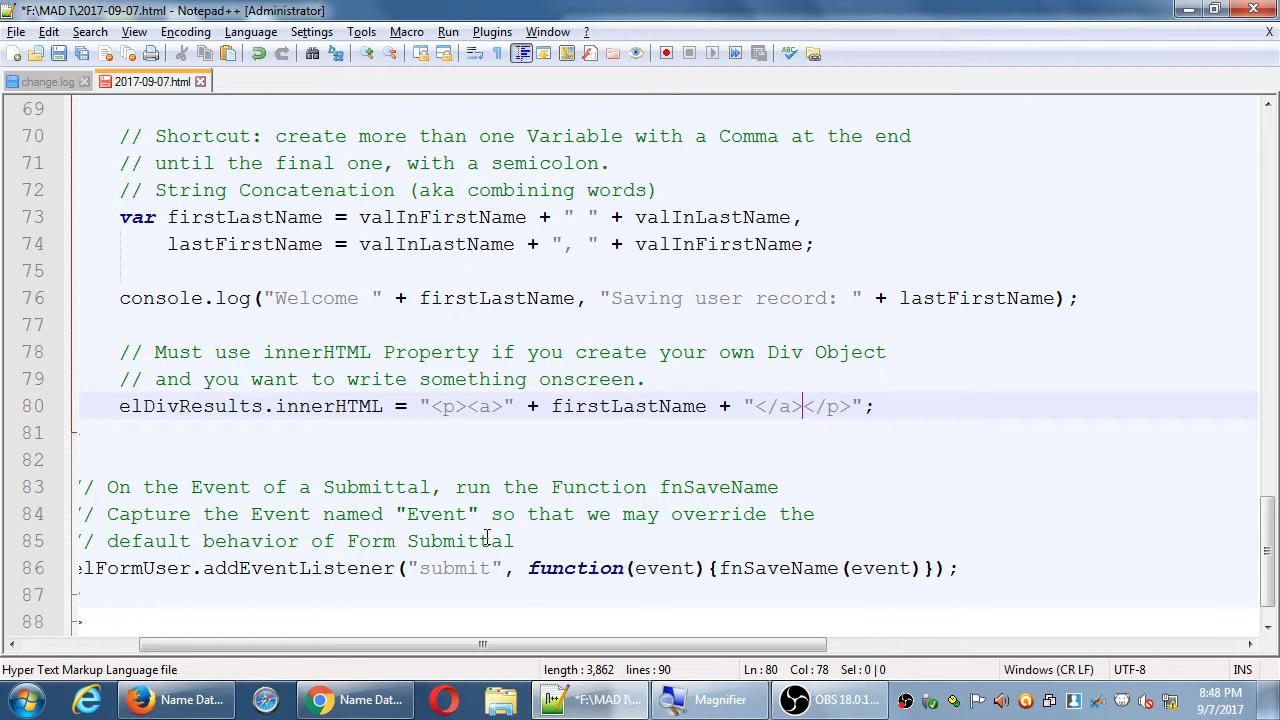 *F:\MAD I\2017-09-07.html - Notepad++ [Administrator]
File Edit Search View Encoding Language Settings Tools Macro Run Plugins Window ? X
change.log 2017-09-07.html
69
70 // Shortcut: create more than one Variable with a Comma at the end
71 // until the final one, with a semicolon.
72 // String Concatenation (aka combining words)
73 var firstLastName = valInFirstName + " " + valInLastName,
74 lastFirstName = valInLastName + ", " + valInFirstName;
75
76 console.log("Welcome " + firstLastName, "Saving user record: " + lastFirstName);
77
78 // Must use innerHTML Property if you create your own Div Object
79 // and you want to write something onscreen.
80 elDivResults.innerHTML = "<p><a>" + firstLastName + "</a></p>";
81
82
83 // On the Event of a Submittal, run the Function fnSaveName
84 // Capture the Event named "Event" so that we may override the
85 // default behavior of Form Submittal
86 elFormUser.addEventListener("submit", function(event){fnSaveName(event)});
87
88 >
Hyper Text Markup Language file length : 3,862 lines : 90 Ln : 80 Col : 78 Sel : 0 | 0 Windows (CR LF) UTF-8 INS
Name Dat... Name Dat... *F:\MAD I\... Magnifier OBS 18.0.1... 8:48 PM
9/7/2017